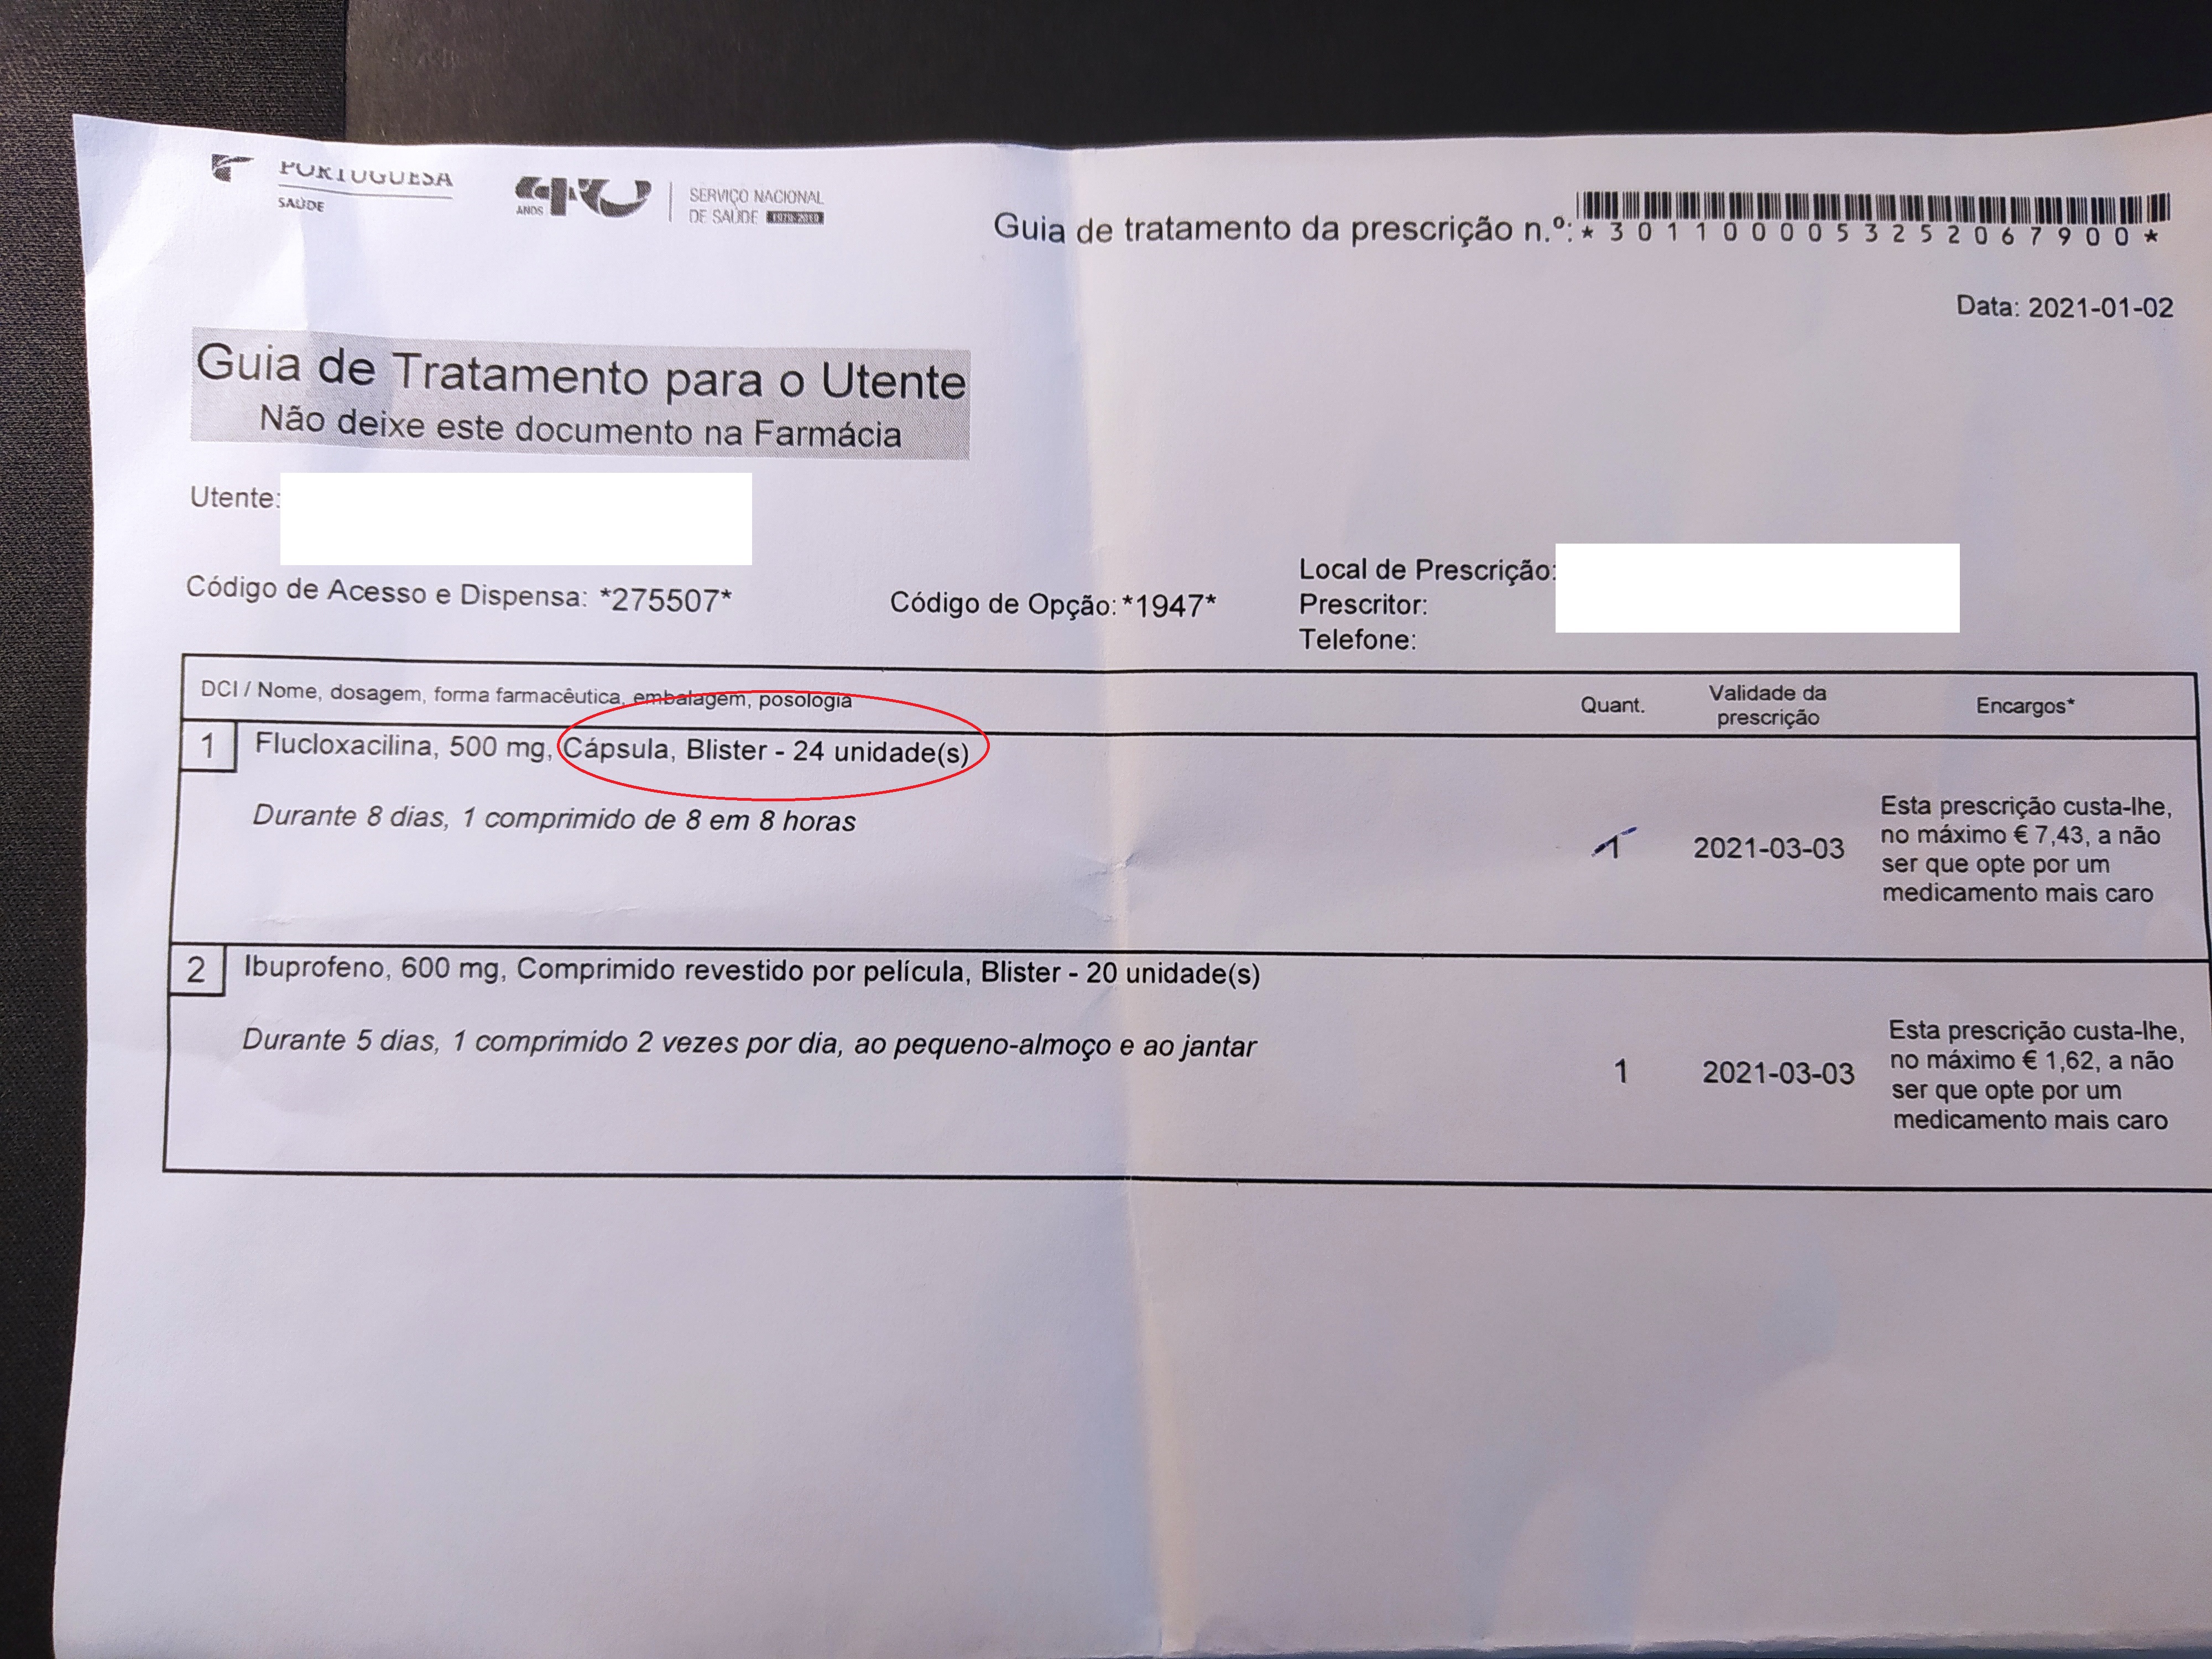 PORTUGUESA
SAÚDE
40 ANOS
SERVIÇO NACIONAL
DE SAÚDE 1979-2019
Guia de tratamento da prescrição n.º: *3011000053252067900*
Data: 2021-01-02
Guia de Tratamento para o Utente
Não deixe este documento na Farmácia
Utente:
Local de Prescrição:
Código de Acesso e Dispensa: *275507* Código de Opção: *1947* Prescritor:
Telefone:
DCI / Nome, dosagem, forma farmacêutica, embalagem, posologia Quant. Validade da prescrição Encargos*
1 Flucloxacilina, 500 mg, Cápsula, Blister - 24 unidade(s)
Durante 8 dias, 1 comprimido de 8 em 8 horas
1 2021-03-03
Esta prescrição custa-lhe,
no máximo € 7,43, a não
ser que opte por um
medicamento mais caro
2 Ibuprofeno, 600 mg, Comprimido revestido por película, Blister - 20 unidade(s)
Durante 5 dias, 1 comprimido 2 vezes por dia, ao pequeno-almoço e ao jantar
1 2021-03-03
Esta prescrição custa-lhe,
no máximo € 1,62, a não
ser que opte por um
medicamento mais caro